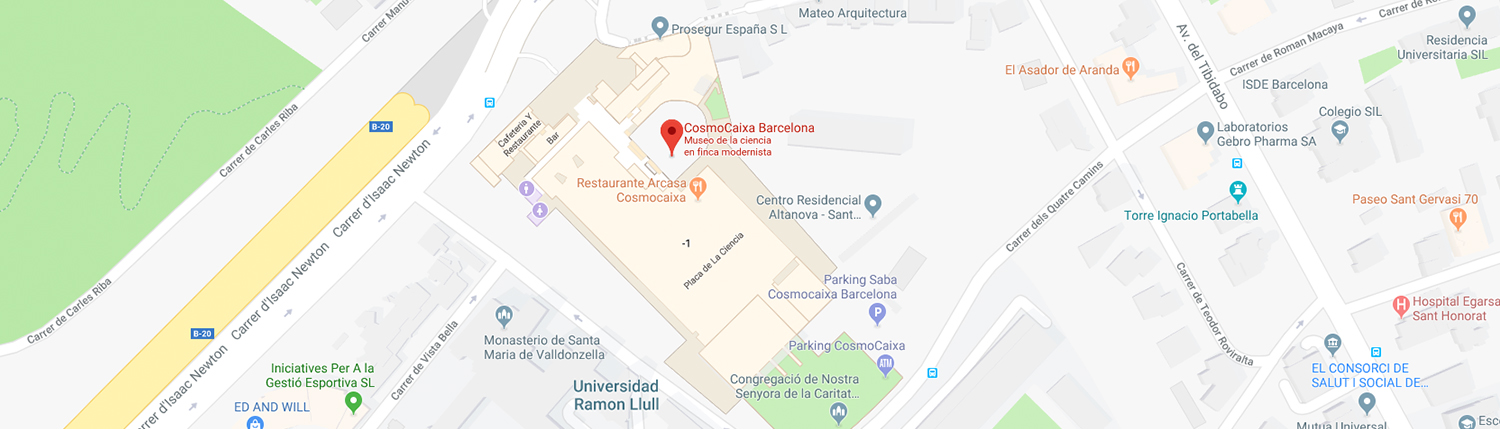 Carrer Manu
Mateo Arquitectura
Prosegur España S L
Carrer de Ro
Residencia
Universitaria SIL
Carrer de Roman Macaya
Av. del Tibidabo
El Asador de Aranda
ISDE Barcelona
Colegio SIL
Laboratorios
Gebro Pharma SA
B-20
Carrer de Carles Riba
Cafeteria Y
Restaurante
Bar
CosmoCaixa Barcelona
Museo de la ciencia
en finca modernista
Restaurante Arcasa
Cosmocaixa
Centro Residencial
Altanova - Sant...
Carrer dels Quatre Camins
Torre Ignacio Portabella
Paseo Sant Gervasi 70
Carrer d'Isaac Newton
Carrer d'Isaac Newton
-1
Placa de La Ciencia
Parking Saba
Cosmocaixa Barcelona
P
Carrer de Teodor Roviralta
H
Hospital Egarsa
Sant Honorat
Carrer de Carles Riba
B-20
Carrer de Vista Bella
Monasterio de Santa
Maria de Valldonzella
Parking CosmoCaixa
ATM
Iniciatives Per A la
Gestió Esportiva SL
Universidad
Ramon Llull
Congregació de Nostra
Senyora de la Caritat...
EL CONSORCI DE
SALUT I SOCIAL DE...
ED AND WILL
Carrer d'Isaac Newton
Mutua Universal
Esco